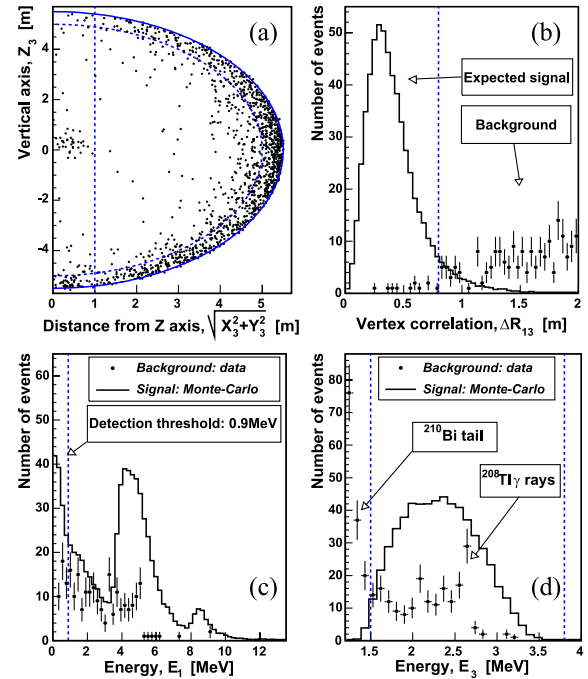 Vertical axis, Z3 [m]
4
2
0
-2
-4
0 1 2 3 4 5
Distance from Z axis, √X3²+Y3² [m]
(a)
Number of events
50
40
30
20
10
0
0 0.5 1 1.5 2
Vertex correlation, ΔR13 [m]
(b)
Expected signal
Background
Number of events
60
50
40
30
20
10
0
0 2 4 6 8 10 12
Energy, E1 [MeV]
(c)
Background: data
Signal: Monte-Carlo
Detection threshold: 0.9MeV
Number of events
80
70
60
50
40
30
20
10
0
1.5 2 2.5 3 3.5 4
Energy, E3 [MeV]
(d)
Background: data
Signal: Monte-Carlo
210Bi tail
208Tl γ rays